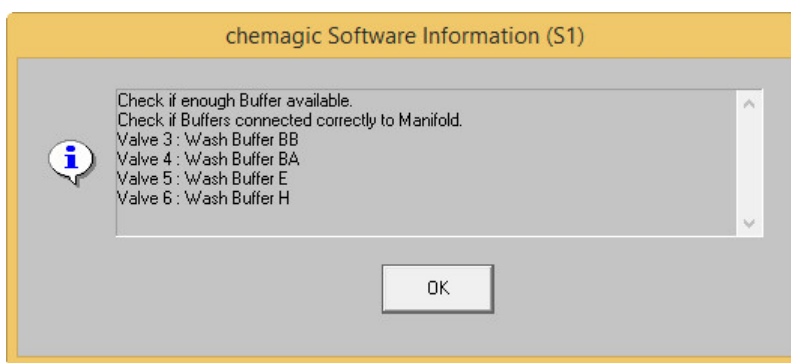 chemagic Software Information (S1)
Check if enough Buffer available.
Check if Buffers connected correctly to Manifold.
Valve 3 : Wash Buffer BB
Valve 4 : Wash Buffer BA
Valve 5 : Wash Buffer E
Valve 6 : Wash Buffer H
OK